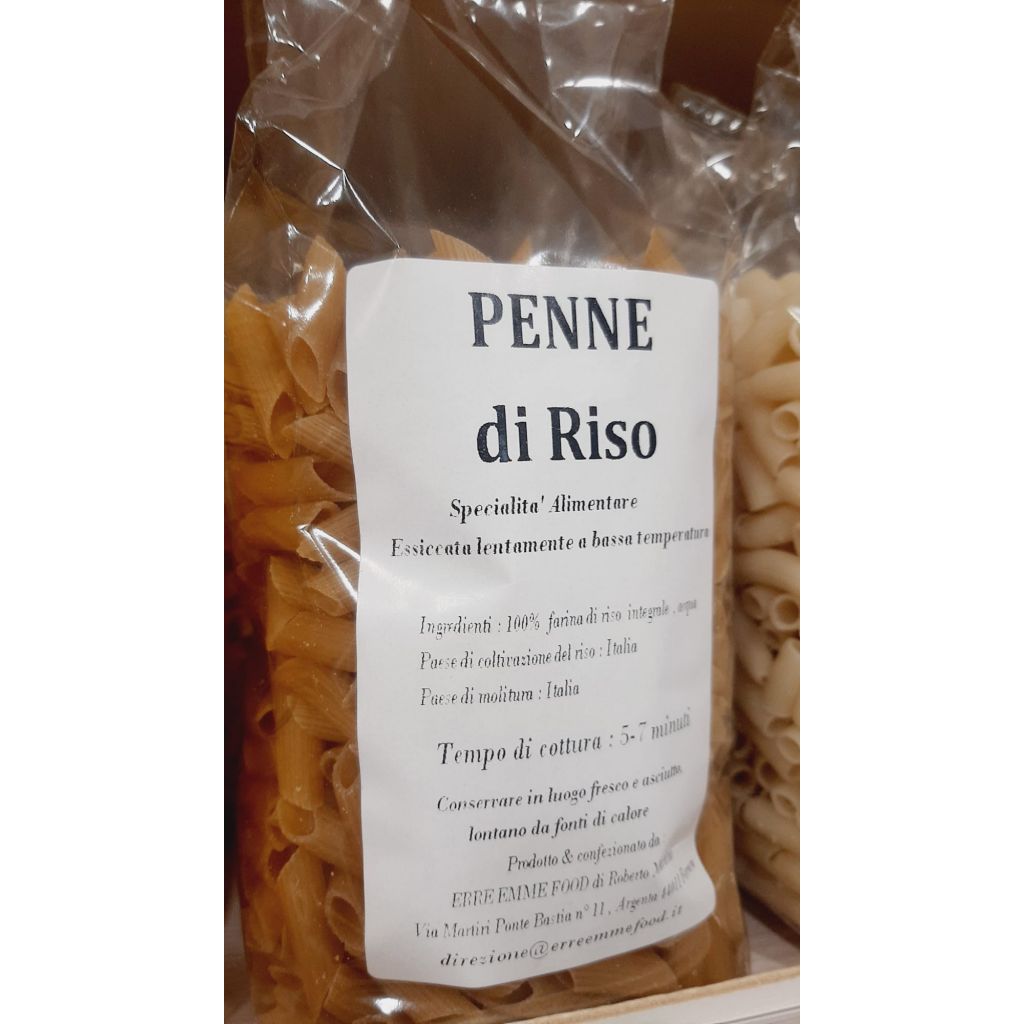 PENNE
di Riso
Specialita' Alimentare
Essiccata lentamente a bassa temperatura
Ingredienti : 100% farina di riso integrale , acqua
Paese di coltivazione del riso : Italia
Paese di molitura : Italia
Tempo di cottura : 5-7 minuti
Conservare in luogo fresco e asciutto,
lontano da fonti di calore
Prodotto & confezionato da
ERRE EMME FOOD di Roberto
Via Martiri Ponte Bastia n° 11 , Argenta 44011
direzione@erreemmefood.it